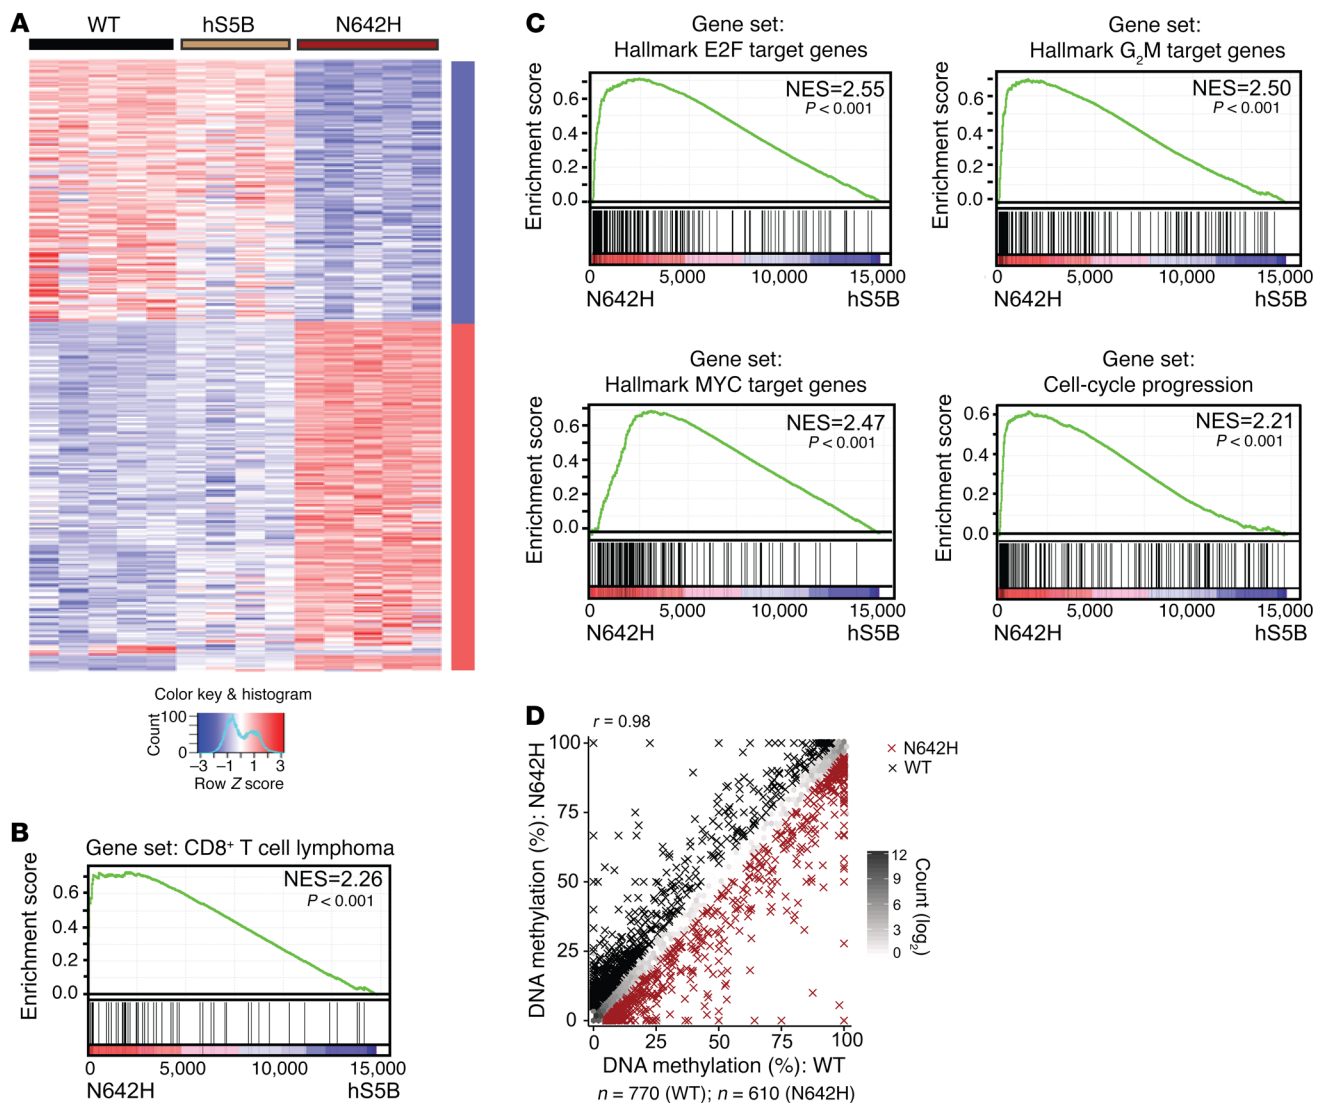 A
WT
hS5B
N642H
Color key & histogram
Count
100
50
0
−3
−1
1
3
Row Z score
B
Gene set: CD8⁺ T cell lymphoma
Enrichment score
0.6
0.4
0.2
0.0
NES=2.26
P < 0.001
0
5,000
10,000
15,000
N642H
hS5B
C
Gene set:
Hallmark E2F target genes
Enrichment score
0.6
0.4
0.2
0.0
NES=2.55
P < 0.001
0
5,000
10,000
15,000
N642H
hS5B
Gene set:
Hallmark G₂M target genes
Enrichment score
0.6
0.4
0.2
0.0
NES=2.50
P < 0.001
0
5,000
10,000
15,000
N642H
hS5B
Gene set:
Hallmark MYC target genes
Enrichment score
0.6
0.4
0.2
0.0
NES=2.47
P < 0.001
0
5,000
10,000
15,000
N642H
hS5B
Gene set:
Cell-cycle progression
Enrichment score
0.6
0.4
0.2
0.0
NES=2.21
P < 0.001
0
5,000
10,000
15,000
N642H
hS5B
D
r = 0.98
DNA methylation (%): N642H
100
75
50
25
0
0
25
50
75
100
DNA methylation (%): WT
n = 770 (WT); n = 610 (N642H)
N642H
WT
12
9
6
3
0
Count (log₂)